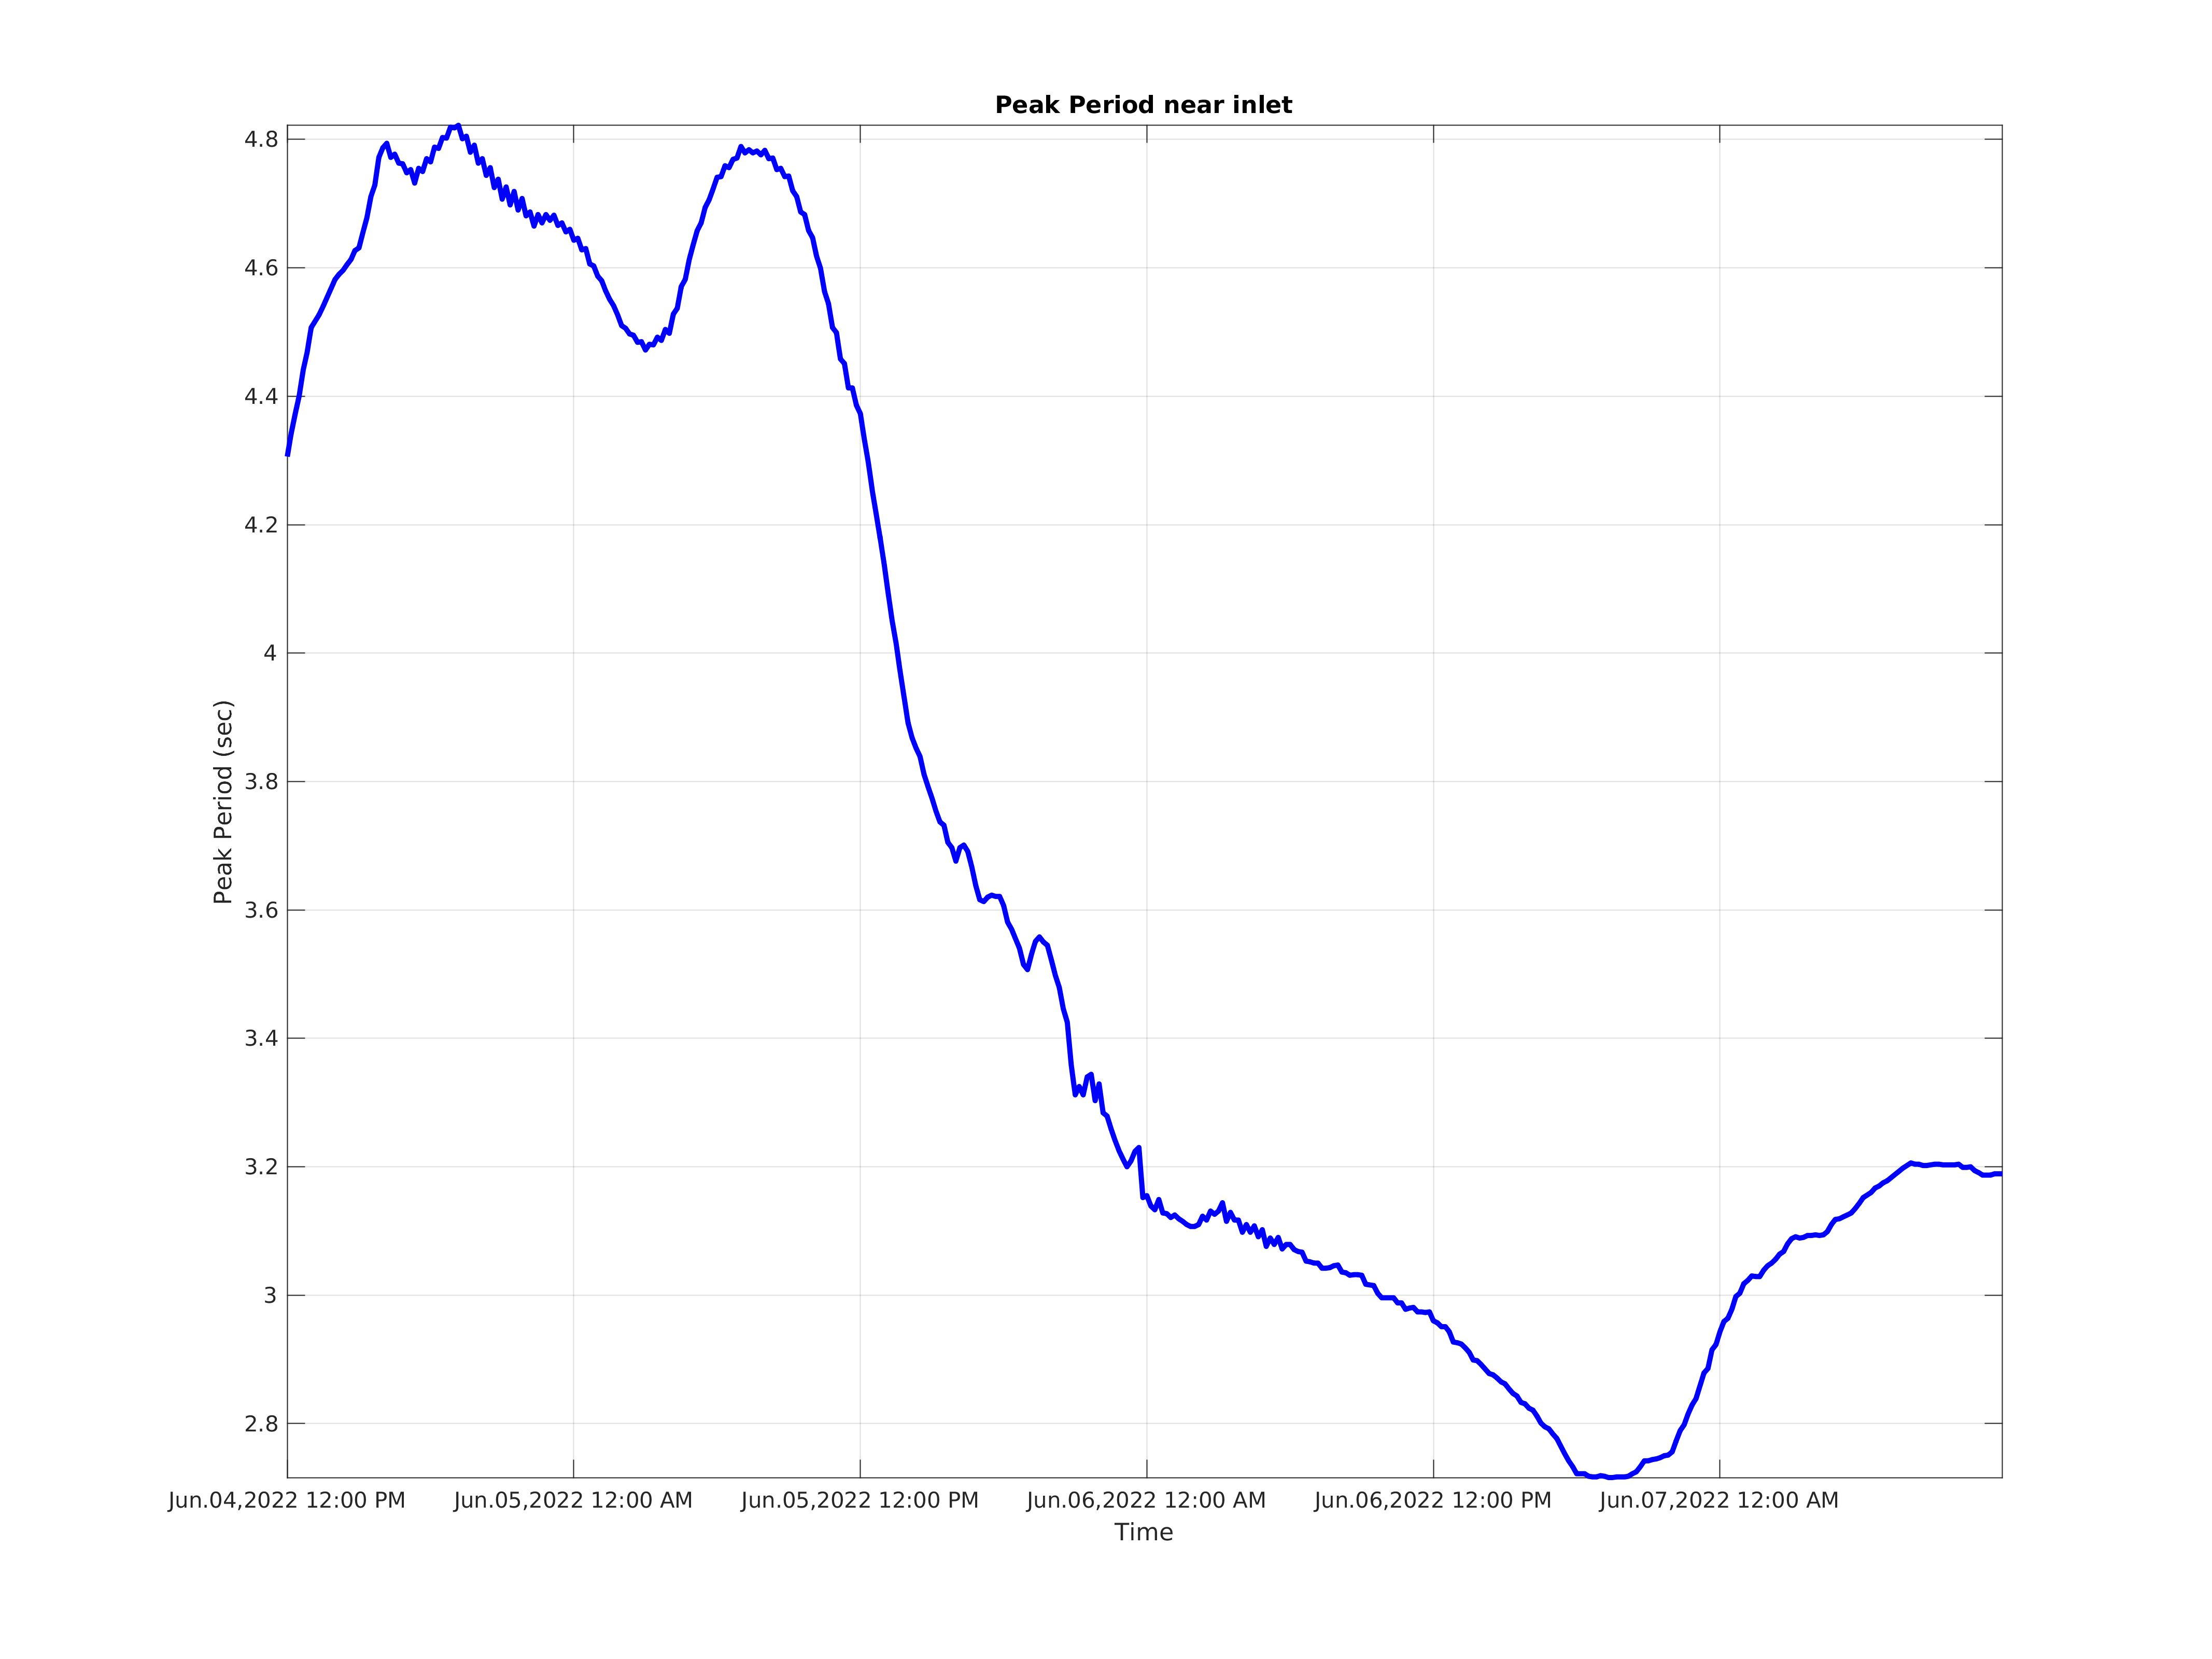 Peak Period near inlet
4.8
4.6
4.4
4.2
4
3.8
3.6
3.4
3.2
3
2.8
Peak Period (sec)
Jun.04,2022 12:00 PM
Jun.05,2022 12:00 AM
Jun.05,2022 12:00 PM
Jun.06,2022 12:00 AM
Jun.06,2022 12:00 PM
Jun.07,2022 12:00 AM
Time